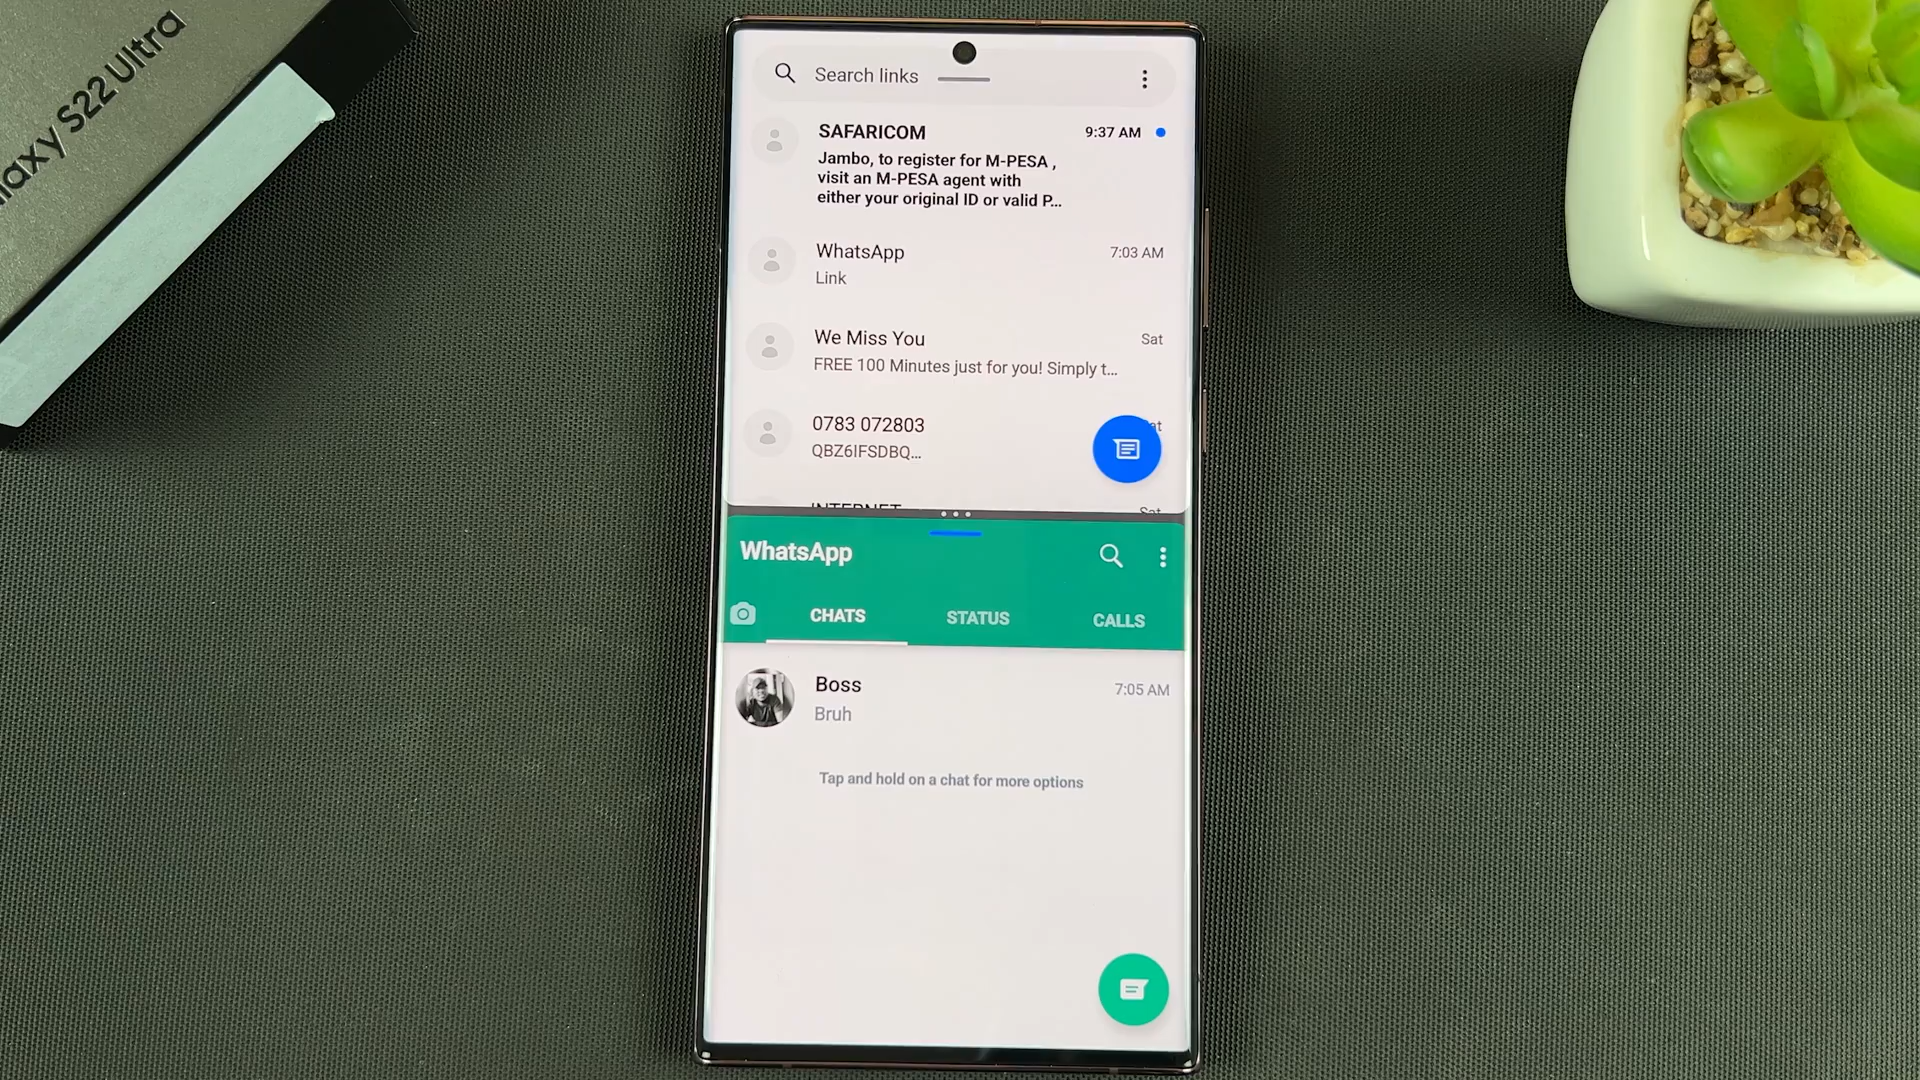 axy S22 Ultra
Search links
SAFARICOM
9:37 AM
Jambo, to register for M-PESA ,
visit an M-PESA agent with
either your original ID or valid P...
WhatsApp
7:03 AM
Link
We Miss You
Sat
FREE 100 Minutes just for you! Simply t...
0783 072803
at
QBZ6IFSDBQ...
INTERNET
Sat
WhatsApp
CHATS
STATUS
CALLS
Boss
7:05 AM
Bruh
Tap and hold on a chat for more options